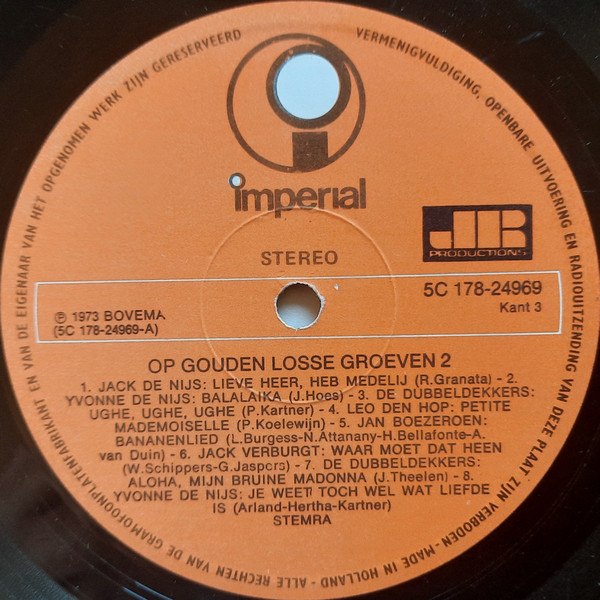 ALLE RECHTEN VAN DE GRAMOFOONPLATENFABRIKANT EN VAN DE EIGENAAR VAN HET OPGENOMEN WERK ZIJN GERESERVEERD
VERMENIGVULDIGING, OPENBARE UITVOERING EN RADIOUITZENDING VAN DEZE PLAAT ZIJN VERBODEN - MADE IN HOLLAND -
imperial
JR
PRODUCTIONS
STEREO
5C 178-24969
Kant 3
℗ 1973 BOVEMA
(5C 178-24969-A)
OP GOUDEN LOSSE GROEVEN 2
1. JACK DE NIJS: LIEVE HEER, HEB MEDELIJ (R.Granata) - 2.
YVONNE DE NIJS: BALALAIKA (J.Hoes) - 3. DE DUBBELDEKKERS:
UGHE, UGHE, UGHE (P.Kartner) - 4. LEO DEN HOP: PETITE
MADEMOISELLE (P.Koelewijn) - 5. JAN BOEZEROEN:
BANANENLIED (L.Burgess-N.Attanany-H.Bellafonte-A.
van Duin) - 6. JACK VERBURGT: WAAR MOET DAT HEEN
(W.Schippers-G.Jaspers) - 7. DE DUBBELDEKKERS:
ALOHA, MIJN BRUINE MADONNA (J.Theelen) - 8.
YVONNE DE NIJS: JE WEET TOCH WEL WAT LIEFDE
IS (Arland-Hertha-Kartner)
STEMRA